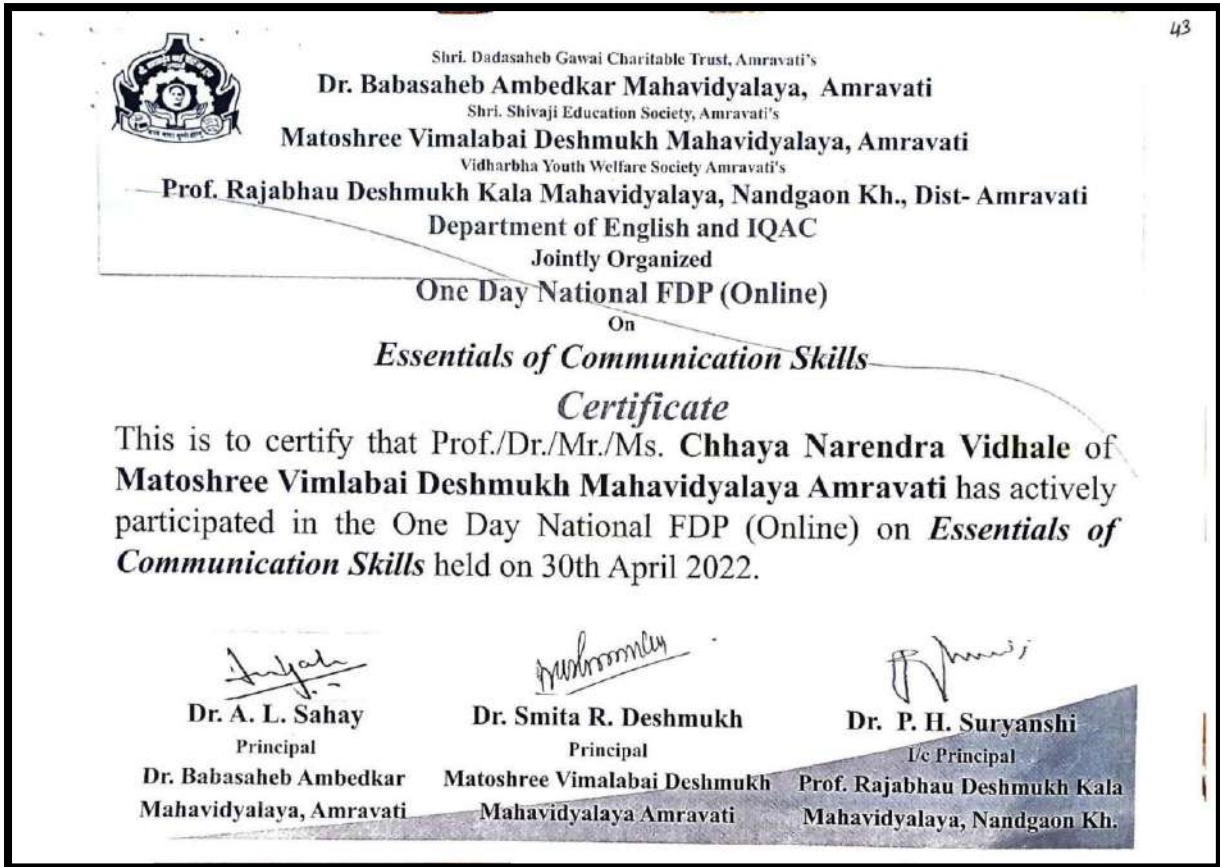 43
Shri. Dadasaheb Gawai Charitable Trust, Amravati's
Dr. Babasaheb Ambedkar Mahavidyalaya, Amravati
Shri. Shivaji Education Society, Amravati's
Matoshree Vimalabai Deshmukh Mahavidyalaya, Amravati
Vidharbha Youth Welfare Society Amravati's
Prof. Rajabhau Deshmukh Kala Mahavidyalaya, Nandgaon Kh., Dist- Amravati
Department of English and IQAC
Jointly Organized
One Day National FDP (Online)
On
Essentials of Communication Skills
Certificate
This is to certify that Prof./Dr./Mr./Ms. Chhaya Narendra Vidhale of
Matoshree Vimlabai Deshmukh Mahavidyalaya Amravati has actively
participated in the One Day National FDP (Online) on Essentials of
Communication Skills held on 30th April 2022.
Dr. A. L. Sahay
Principal
Dr. Babasaheb Ambedkar
Mahavidyalaya, Amravati
Dr. Smita R. Deshmukh
Principal
Matoshree Vimalabai Deshmukh
Mahavidyalaya Amravati
Dr. P. H. Suryanshi
I/c Principal
Prof. Rajabhau Deshmukh Kala
Mahavidyalaya, Nandgaon Kh.